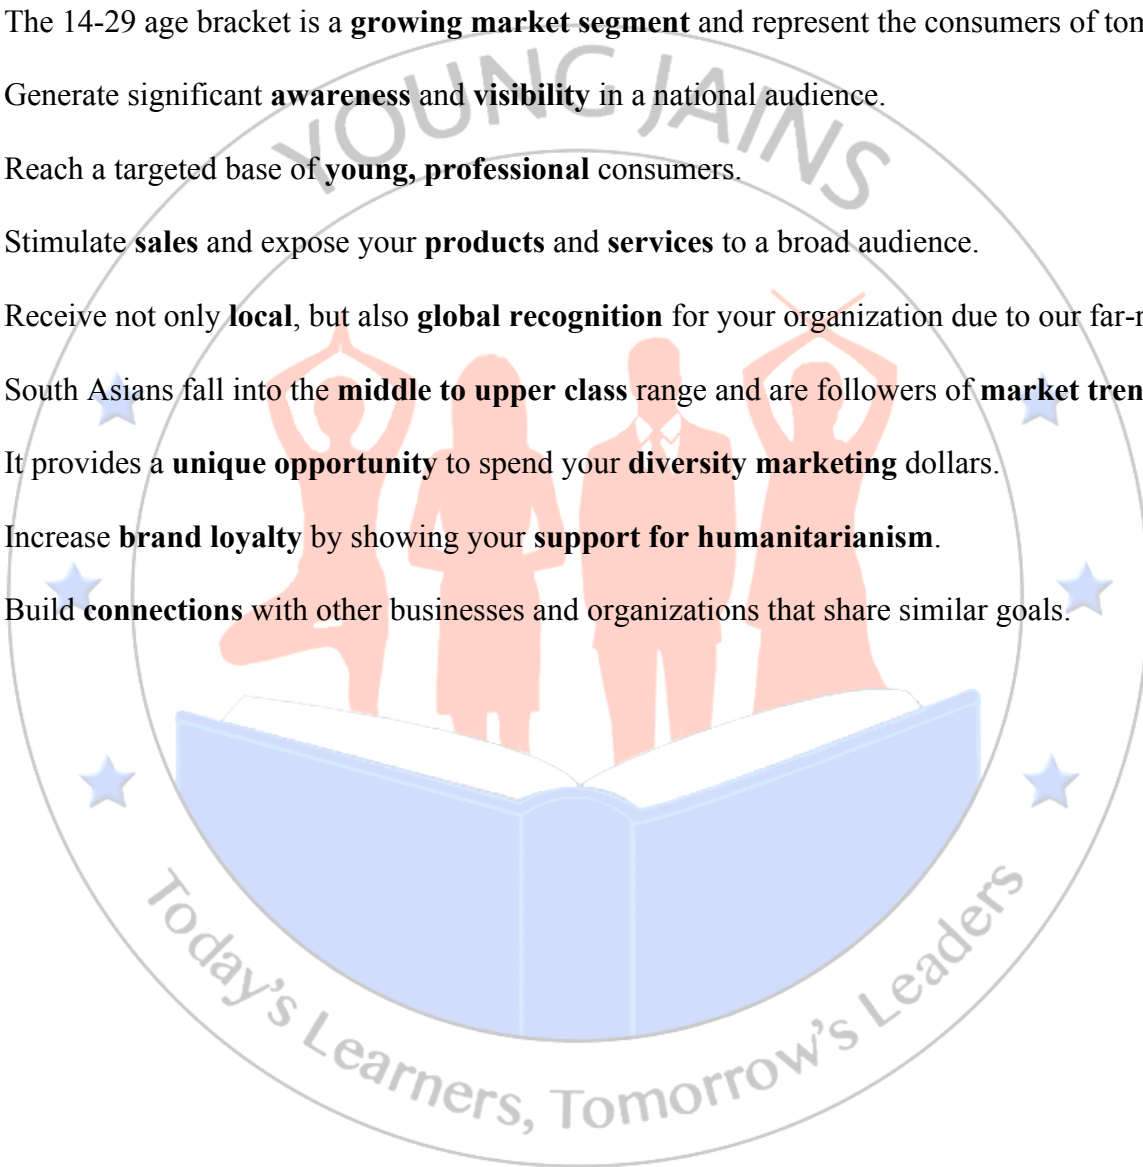 The 14-29 age bracket is a growing market segment and represent the consumers of tom
Generate significant awareness and visibility in a national audience.
YOUNG JAINS
Reach a targeted base of young, professional consumers.
Stimulate sales and expose your products and services to a broad audience.
Receive not only local, but also global recognition for your organization due to our far-r
South Asians fall into the middle to upper class range and are followers of market tren
It provides a unique opportunity to spend your diversity marketing dollars.
Increase brand loyalty by showing your support for humanitarianism.
Build connections with other businesses and organizations that share similar goals.
Today's Learners, Tomorrow's Leaders